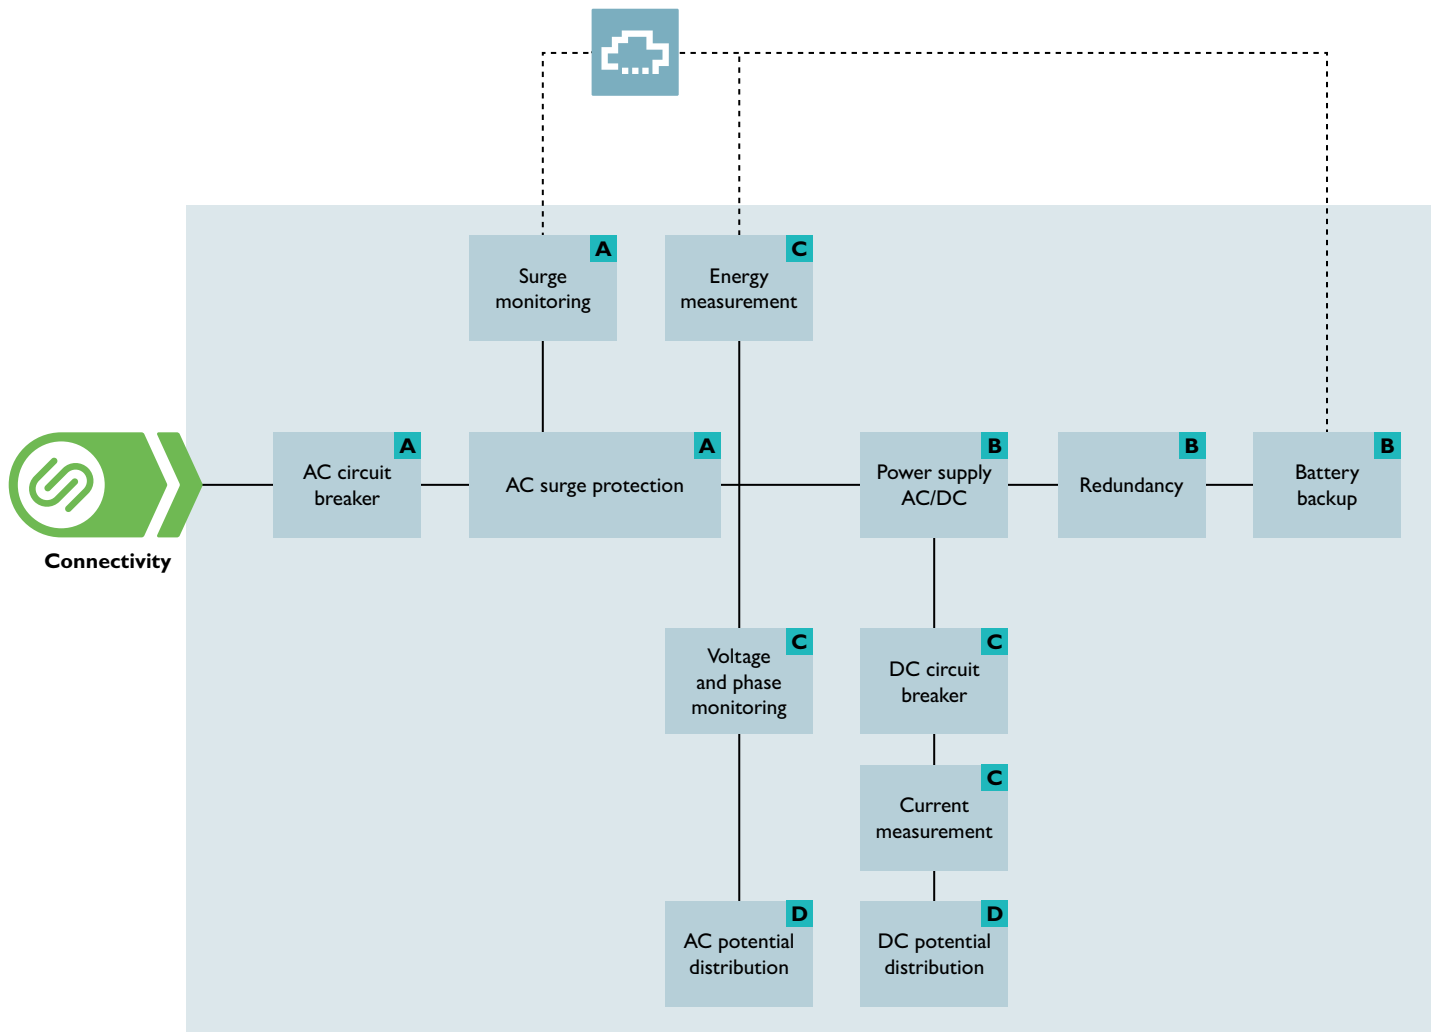 A
Surge
monitoring
C
Energy
measurement
Connectivity
A
AC circuit
breaker
A
AC surge protection
B
Power supply
AC/DC
B
Redundancy
B
Battery
backup
C
Voltage
and phase
monitoring
C
DC circuit
breaker
C
Current
measurement
D
AC potential
distribution
D
DC potential
distribution